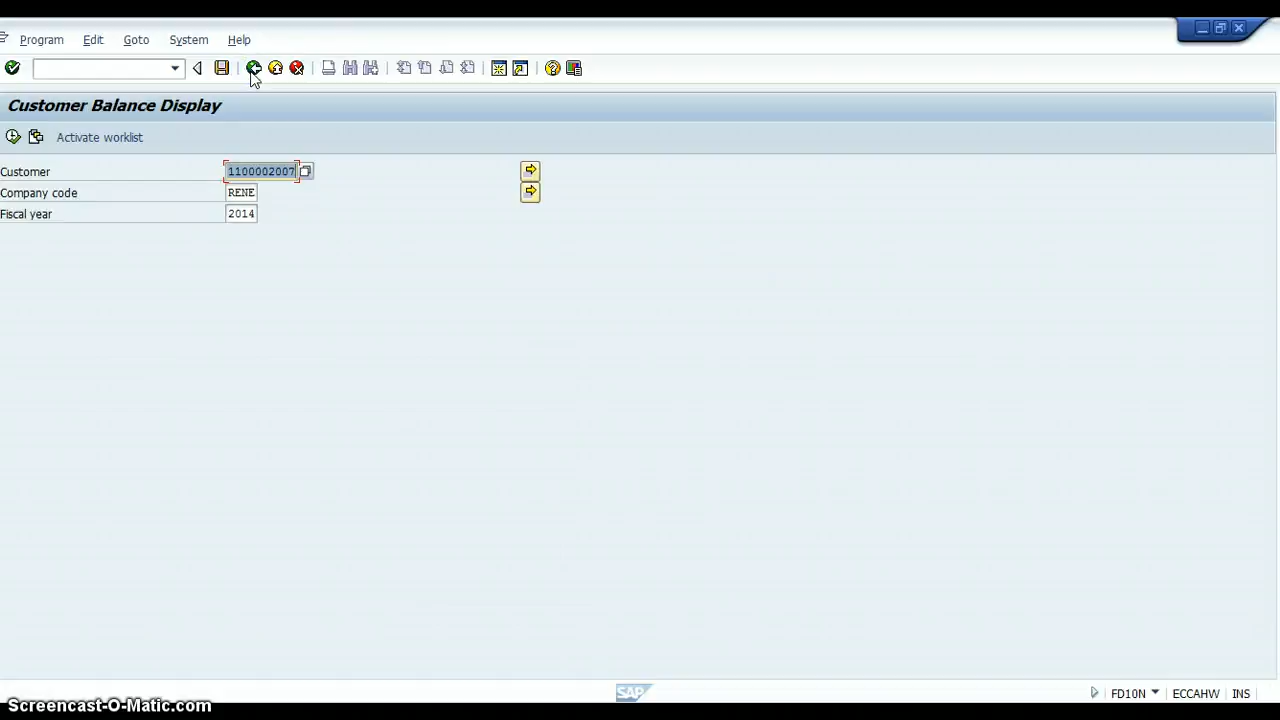 Program Edit Goto System Help
Customer Balance Display
Activate worklist
Customer 1100002007
Company code RENE
Fiscal year 2014
SAP FD10N ECCAHW INS
Screencast-O-Matic.com